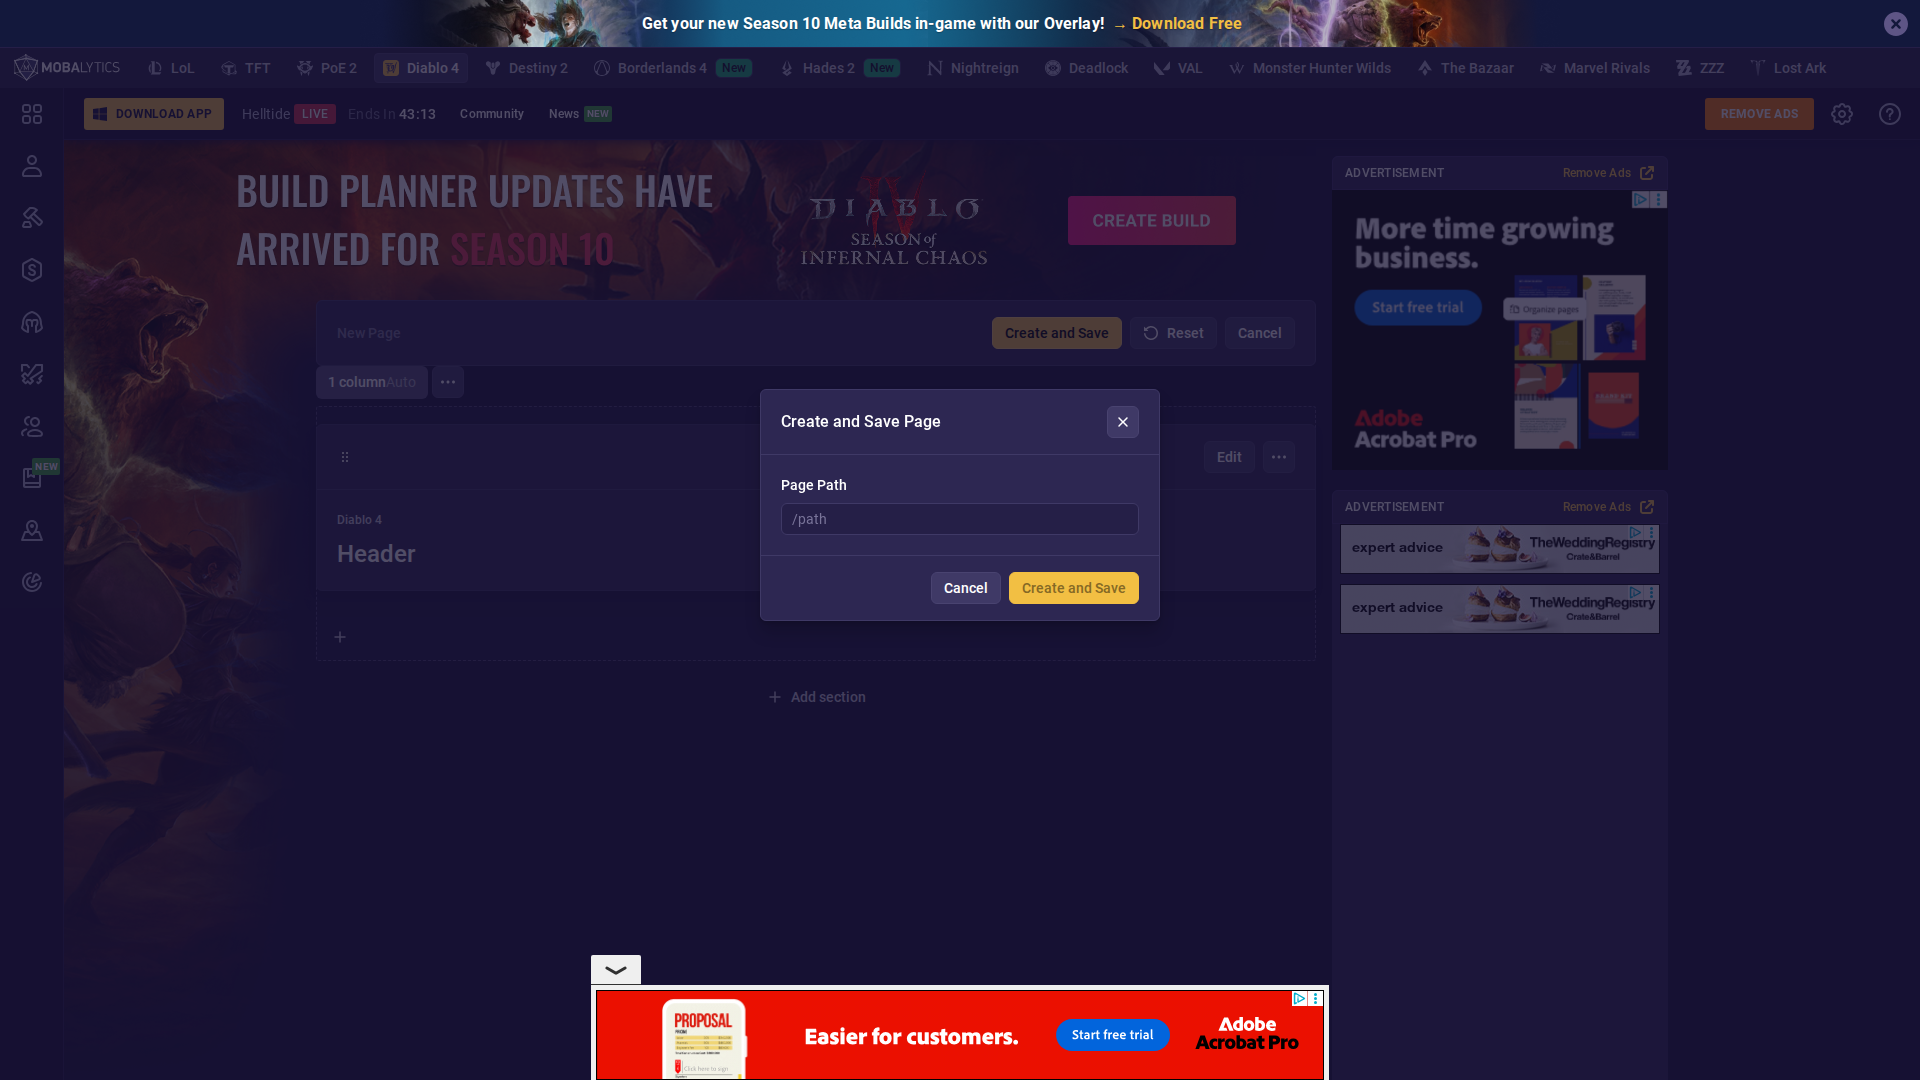 Get your new Season 10 Meta Builds in-game with our Overlay! → Download Free
MOBALYTICS
LoL
TFT
PoE 2
Diablo 4
Destiny 2
Borderlands 4 New
Hades 2 New
Nightreign
Deadlock
VAL
Monster Hunter Wilds
The Bazaar
Marvel Rivals
ZZZ
Lost Ark
DOWNLOAD APP
Helltide LIVE Ends In 43:13
Community
News NEW
REMOVE ADS
NEW
BUILD PLANNER UPDATES HAVE
ARRIVED FOR SEASON 10
DIABLO
IV
SEASON of
INFERNAL CHAOS
CREATE BUILD
New Page
Create and Save
Reset
Cancel
1 columnAuto
Edit
Diablo 4
Header
Add section
Create and Save Page
Page Path
/path
Cancel
Create and Save
ADVERTISEMENT
Remove Ads
More time growing
business.
Start free trial
Organize pages
Adobe
Acrobat Pro
ADVERTISEMENT
Remove Ads
expert advice
TheWeddingRegistry
Crate&Barrel
expert advice
TheWeddingRegistry
Crate&Barrel
PROPOSAL
Click here to sign
Easier for customers.
Start free trial
Adobe
Acrobat Pro